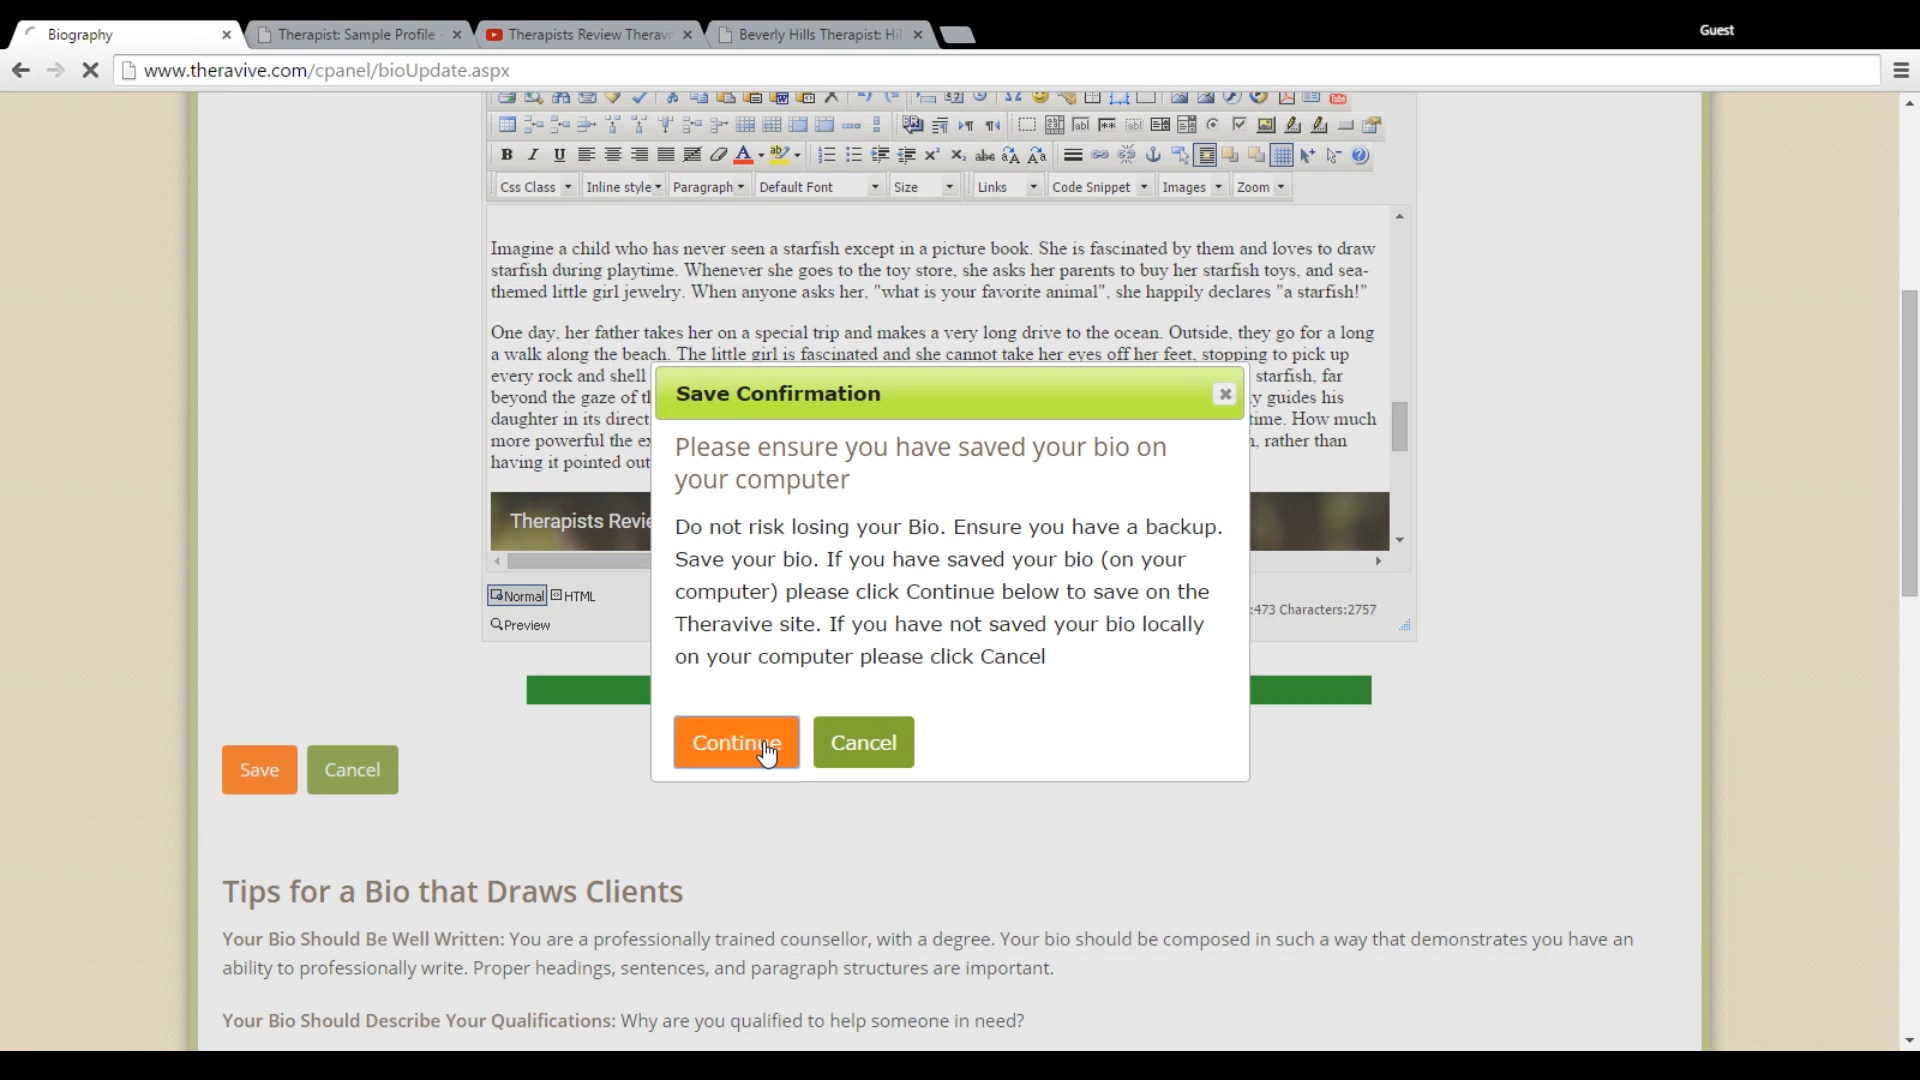 Biography
Therapist: Sample Profile
Therapists Review Therav
Beverly Hills Therapist: Hil
Guest
www.theravive.com/cpanel/bioUpdate.aspx
Css Class Inline style Paragraph Default Font Size Links Code Snippet Images Zoom
Imagine a child who has never seen a starfish except in a picture book. She is fascinated by them and loves to draw
starfish during playtime. Whenever she goes to the toy store, she asks her parents to buy her starfish toys, and sea-
themed little girl jewelry. When anyone asks her, "what is your favorite animal", she happily declares "a starfish!"
One day, her father takes her on a special trip and makes a very long drive to the ocean. Outside, they go for a long
a walk along the beach. The little girl is fascinated and she cannot take her eyes off her feet, stopping to pick up
every rock and shell starfish, far
beyond the gaze of guides his
daughter in its direct time. How much
more powerful the , rather than
having it pointed out
Therapists Revie
Normal HTML
:473 Characters:2757
Preview
Save Confirmation
Please ensure you have saved your bio on
your computer
Do not risk losing your Bio. Ensure you have a backup.
Save your bio. If you have saved your bio (on your
computer) please click Continue below to save on the
Theravive site. If you have not saved your bio locally
on your computer please click Cancel
Continue Cancel
Save Cancel
Tips for a Bio that Draws Clients
Your Bio Should Be Well Written: You are a professionally trained counsellor, with a degree. Your bio should be composed in such a way that demonstrates you have an
ability to professionally write. Proper headings, sentences, and paragraph structures are important.
Your Bio Should Describe Your Qualifications: Why are you qualified to help someone in need?